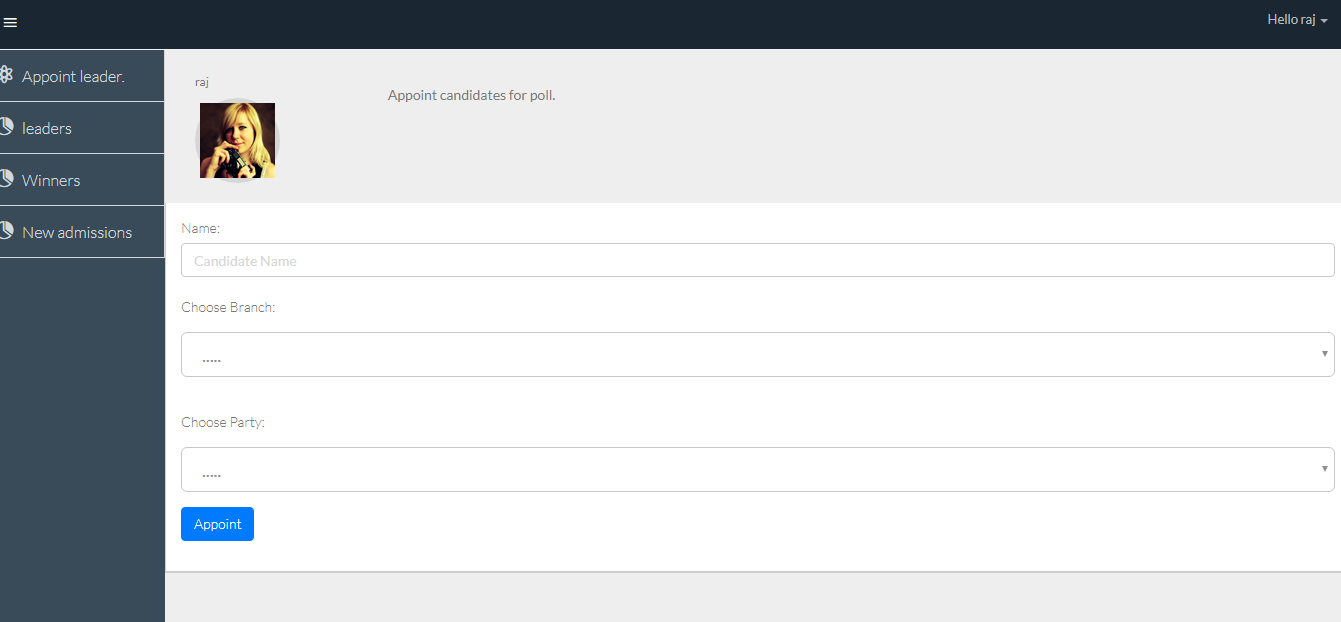 Hello raj
Appoint leader.
leaders
Winners
New admissions
raj
Appoint candidates for poll.
Name:
Candidate Name
Choose Branch:
.....
Choose Party:
.....
Appoint